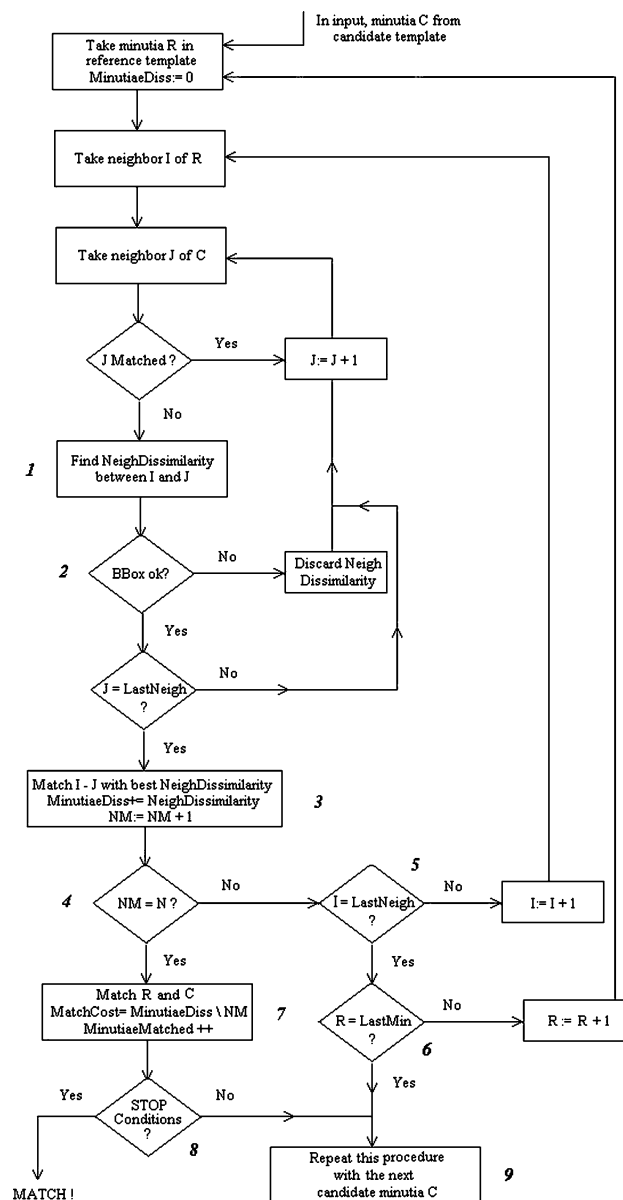 In input, minutia C from
candidate template
Take minutia R in
reference template
MinutiaeDiss:= 0
Take neighbor I of R
Take neighbor J of C
J Matched ?
Yes
J:= J + 1
No
1
Find NeighDissimilarity
between I and J
2
BBox ok?
No
Discard Neigh
Dissimilarity
Yes
J = LastNeigh
?
No
Yes
Match I - J with best NeighDissimilarity
MinutiaeDiss+= NeighDissimilarity
NM:= NM + 1
3
4
NM = N ?
No
5
I = LastNeigh
?
No
I:= I + 1
Yes
Yes
Match R and C
MatchCost= MinutiaeDiss \ NM
MinutiaeMatched ++
7
R = LastMin
?
6
No
R := R + 1
Yes
STOP
Conditions
?
8
Yes
No
MATCH !
Repeat this procedure
with the next
candidate minutia C
9